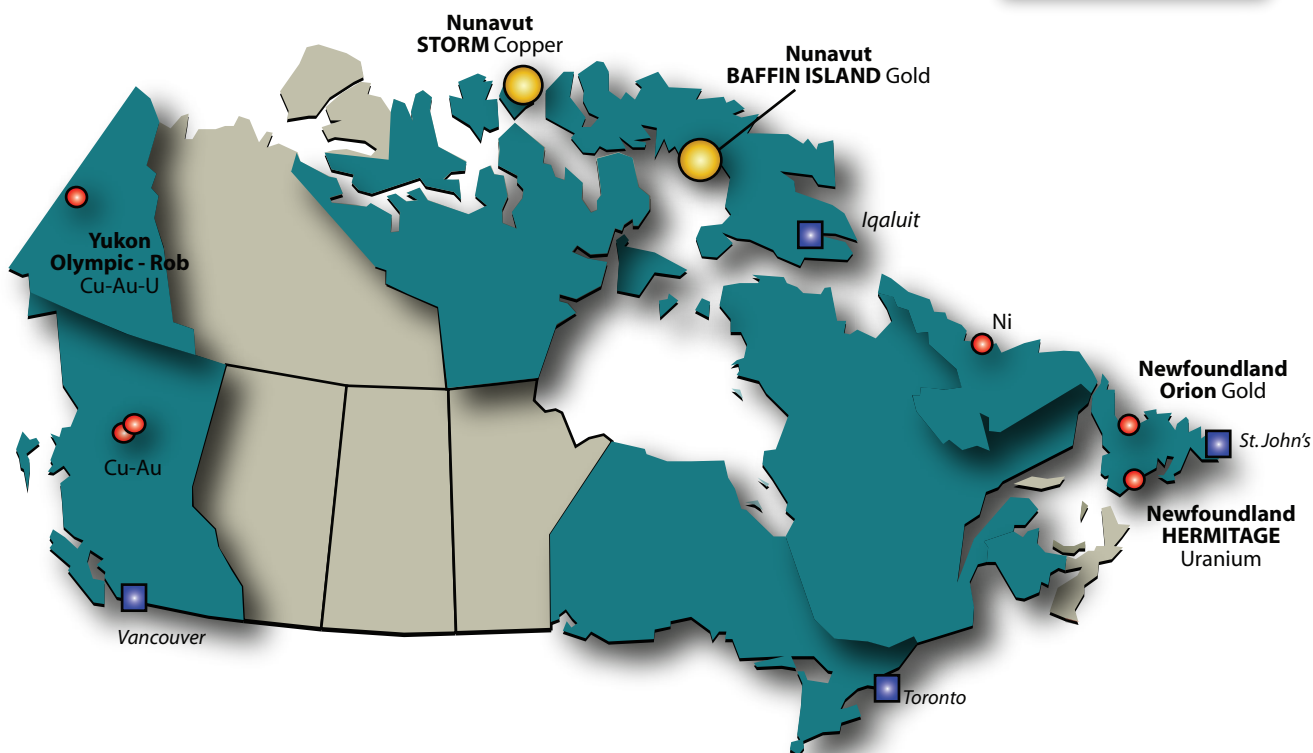 Nunavut
STORM Copper
Nunavut
BAFFIN ISLAND Gold
Iqaluit
Yukon
Olympic - Rob
Cu-Au-U
Ni
Newfoundland
Orion Gold
St. John's
Cu-Au
Newfoundland
HERMITAGE
Uranium
Vancouver
Toronto